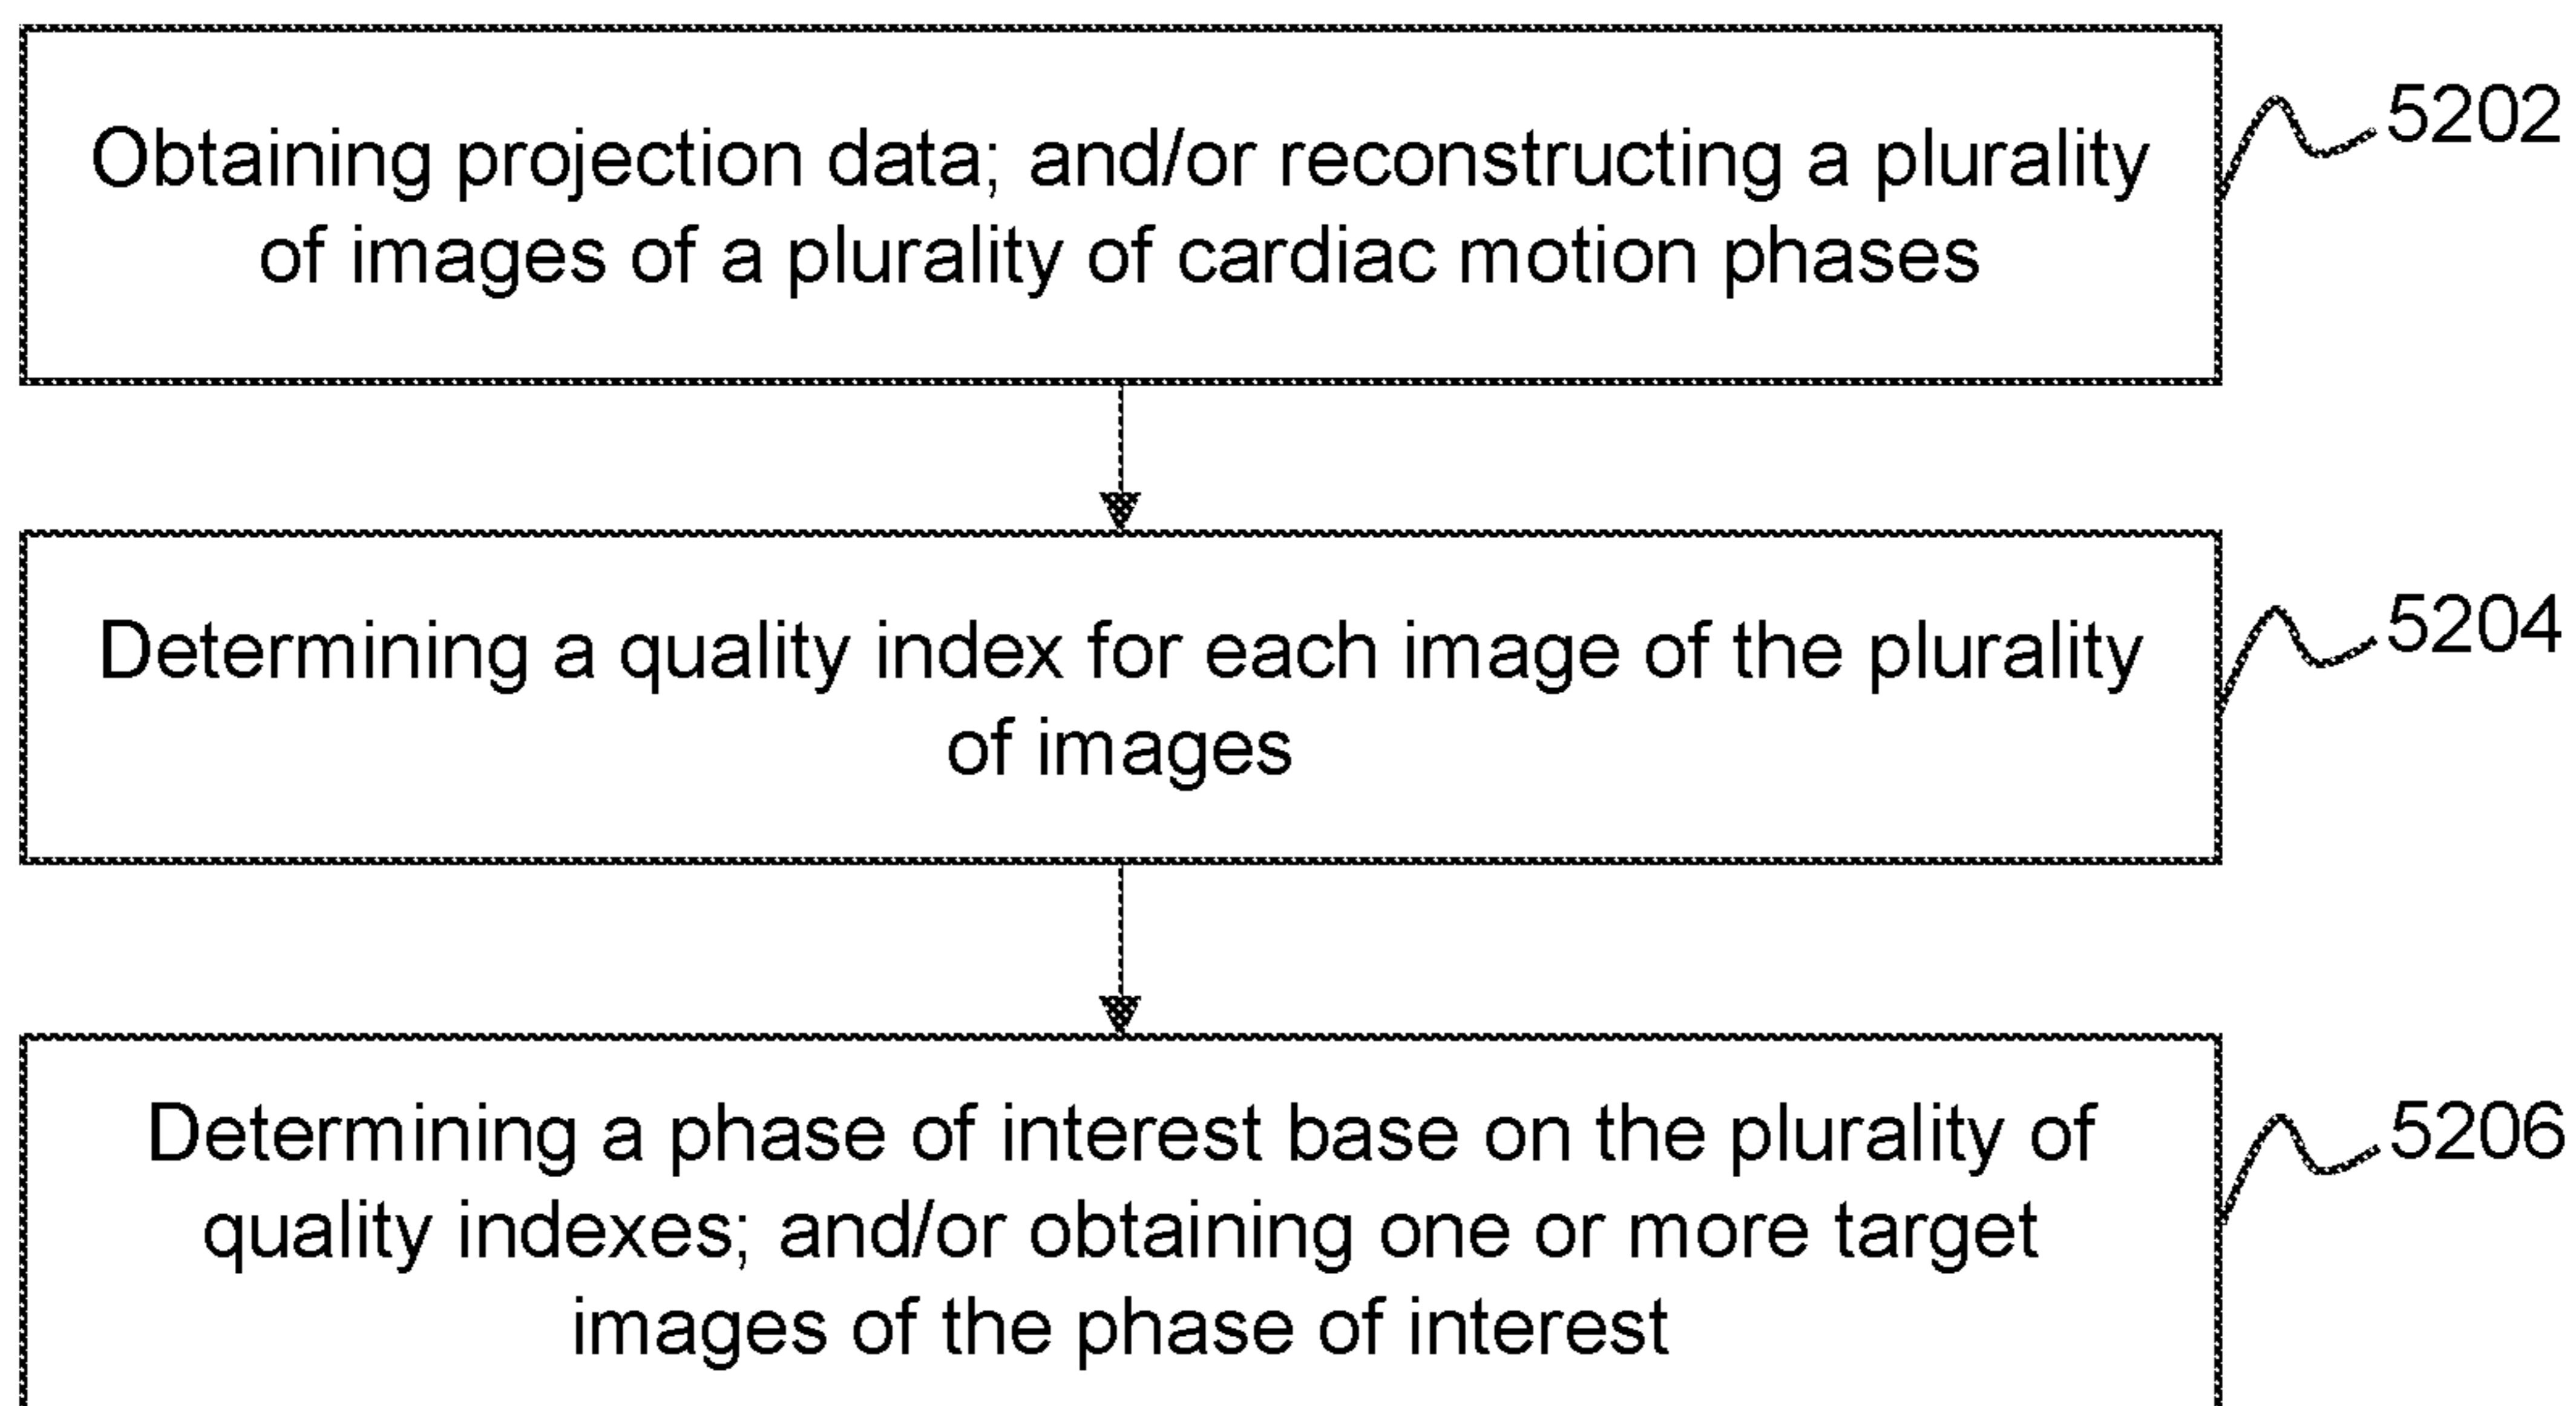 Obtaining projection data; and/or reconstructing a plurality
of images of a plurality of cardiac motion phases
5202
Determining a quality index for each image of the plurality
of images
5204
Determining a phase of interest base on the plurality of
quality indexes; and/or obtaining one or more target
images of the phase of interest
5206